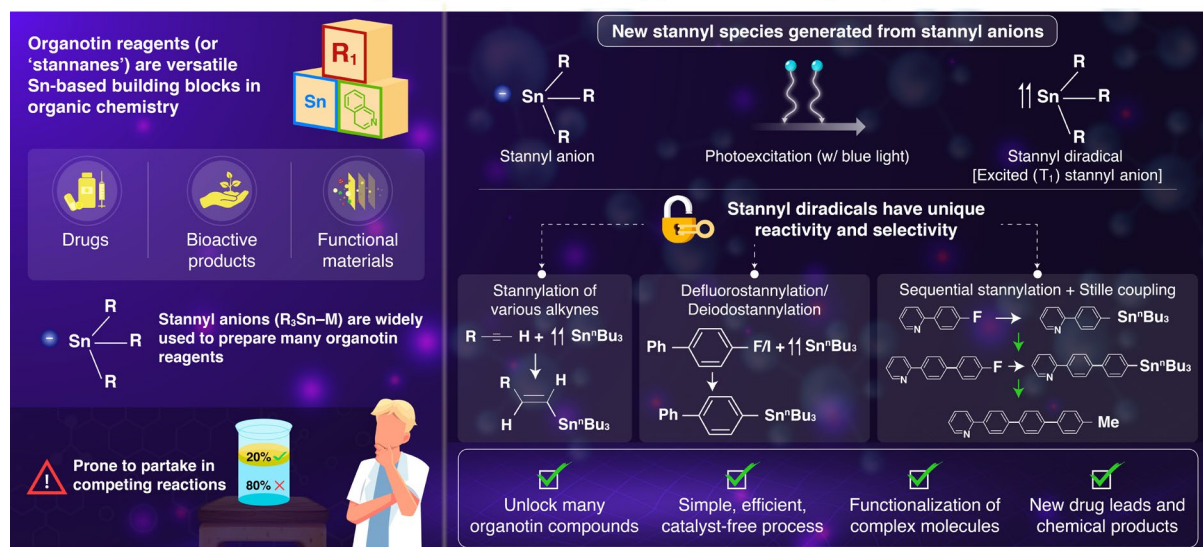 Organotin reagents (or
‘stannanes’) are versatile
Sn-based building blocks in
organic chemistry
R₁
Sn
N
Drugs
Bioactive
products
Functional
materials
−
Sn
R
R
R
Stannyl anions (R₃Sn–M) are widely
used to prepare many organotin
reagents
!
Prone to partake in
competing reactions
20%
80%
New stannyl species generated from stannyl anions
−
R
Sn
R
R
Stannyl anion
Photoexcitation (w/ blue light)
R
Sn
R
R
Stannyl diradical
[Excited (T₁) stannyl anion]
Stannyl diradicals have unique
reactivity and selectivity
Stannylation of
various alkynes
R H + SnⁿBu₃
R
H
H
SnⁿBu₃
Defluorostannylation/
Deiodostannylation
Ph F/I + SnⁿBu₃
Ph SnⁿBu₃
Sequential stannylation + Stille coupling
N F N SnⁿBu₃
N F N SnⁿBu₃
N Me
Unlock many
organotin compounds
Simple, efficient,
catalyst-free process
Functionalization of
complex molecules
New drug leads and
chemical products